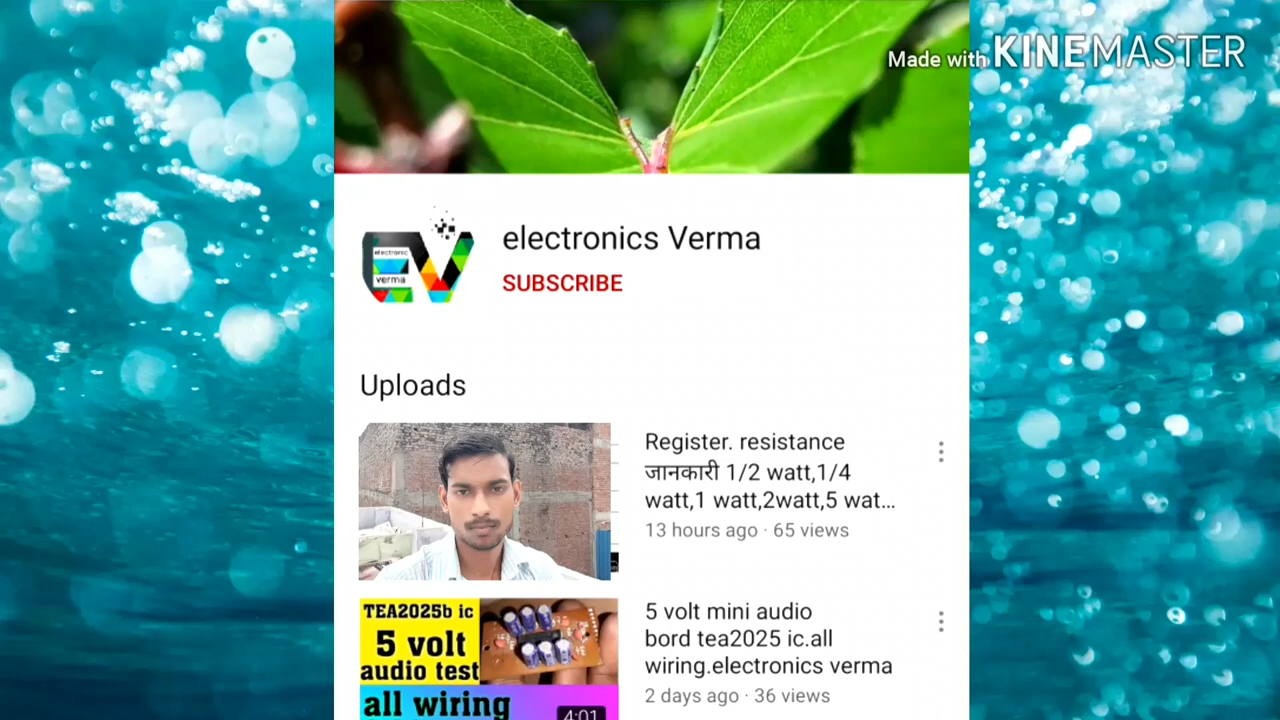 Made with KINEMASTER
electronic
verma
electronics Verma
SUBSCRIBE
Uploads
Register. resistance
जानकारी 1/2 watt,1/4
watt,1 watt,2watt,5 wat...
13 hours ago · 65 views
TEA2025b ic
5 volt
audio test
all wiring
4:01
5 volt mini audio
bord tea2025 ic.all
wiring.electronics verma
2 days ago · 36 views